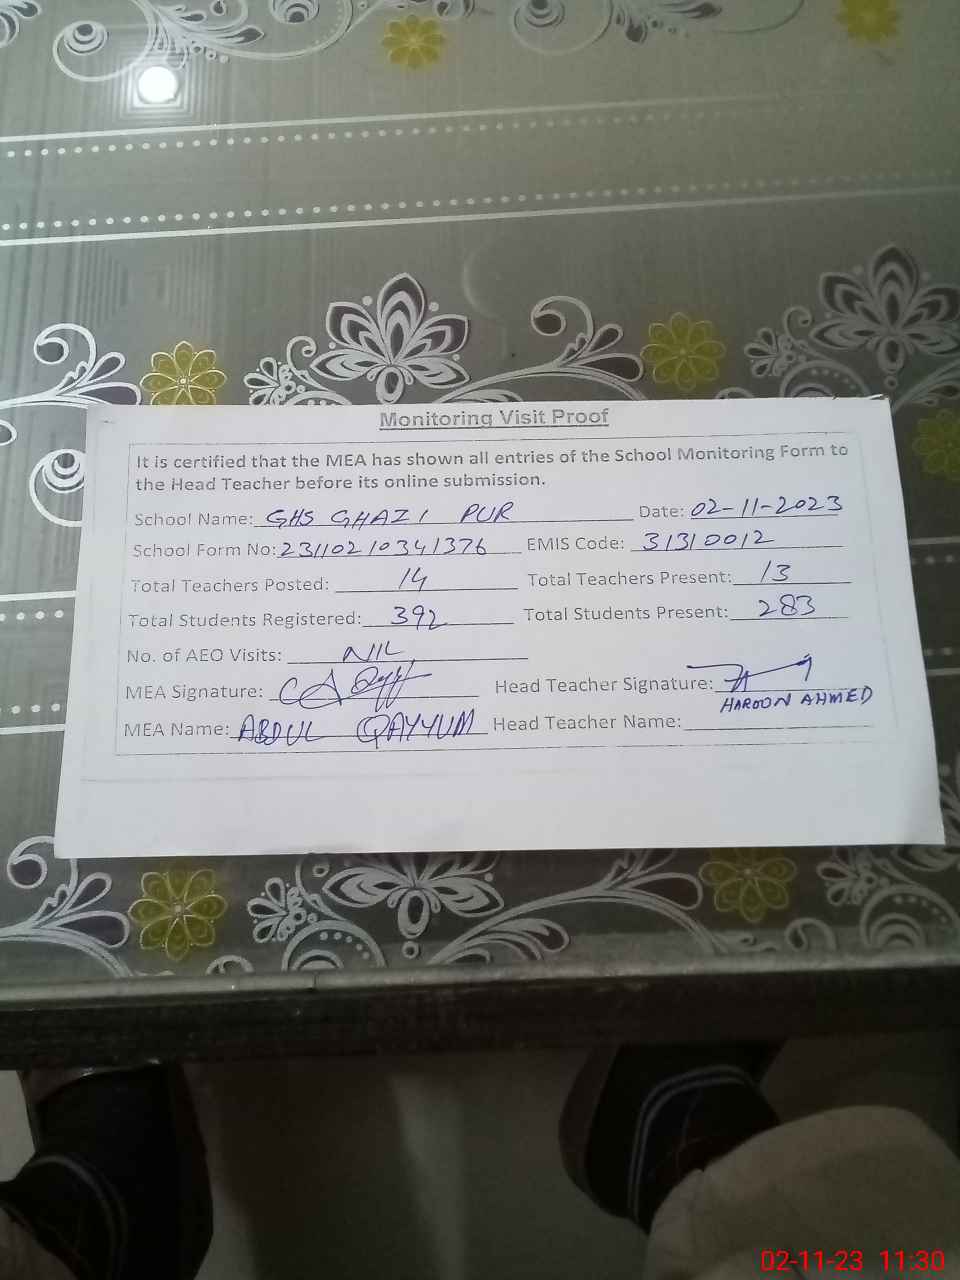 Monitoring Visit Proof
It is certified that the MEA has shown all entries of the School Monitoring Form to
the Head Teacher before its online submission.
School Name: GHS GHAZI PUR Date: 02-11-2023
School Form No: 23110210341376 EMIS Code: 31310012
Total Teachers Posted: 14 Total Teachers Present: 13
Total Students Registered: 392 Total Students Present: 283
No. of AEO Visits: NIL
MEA Signature: Head Teacher Signature:
HAROON AHMED
MEA Name: ABDUL QAYYUM Head Teacher Name:
02-11-23 11:30